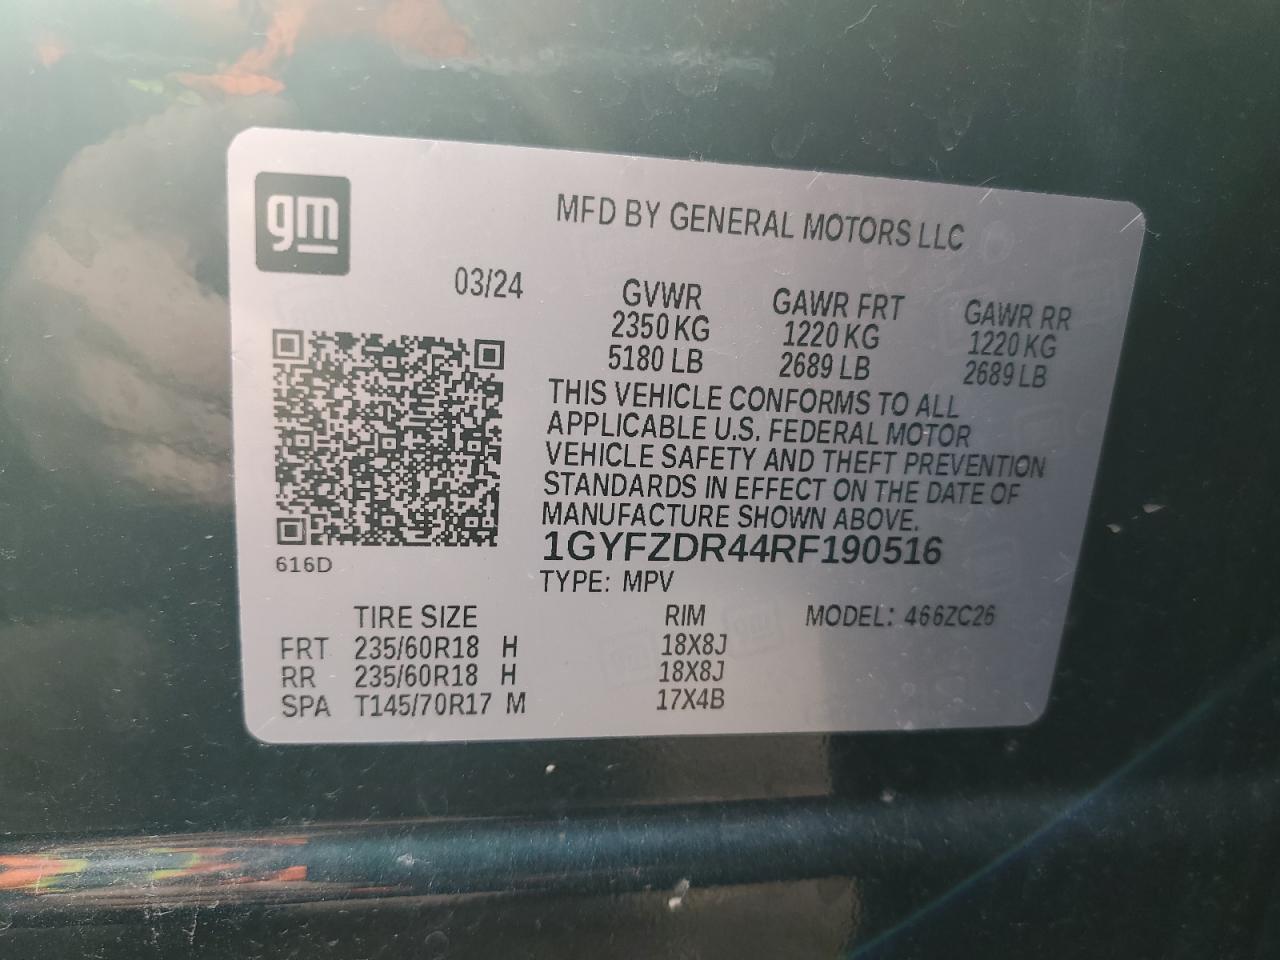 gm
MFD BY GENERAL MOTORS LLC
03/24
GVWR GAWR FRT GAWR RR
2350 KG 1220 KG 1220 KG
5180 LB 2689 LB 2689 LB
THIS VEHICLE CONFORMS TO ALL
APPLICABLE U.S. FEDERAL MOTOR
VEHICLE SAFETY AND THEFT PREVENTION
STANDARDS IN EFFECT ON THE DATE OF
MANUFACTURE SHOWN ABOVE.
1GYFZDR44RF190516
616D
TYPE: MPV
TIRE SIZE RIM MODEL: 466ZC26
FRT 235/60R18 H 18X8J
RR 235/60R18 H 18X8J
SPA T145/70R17 M 17X4B